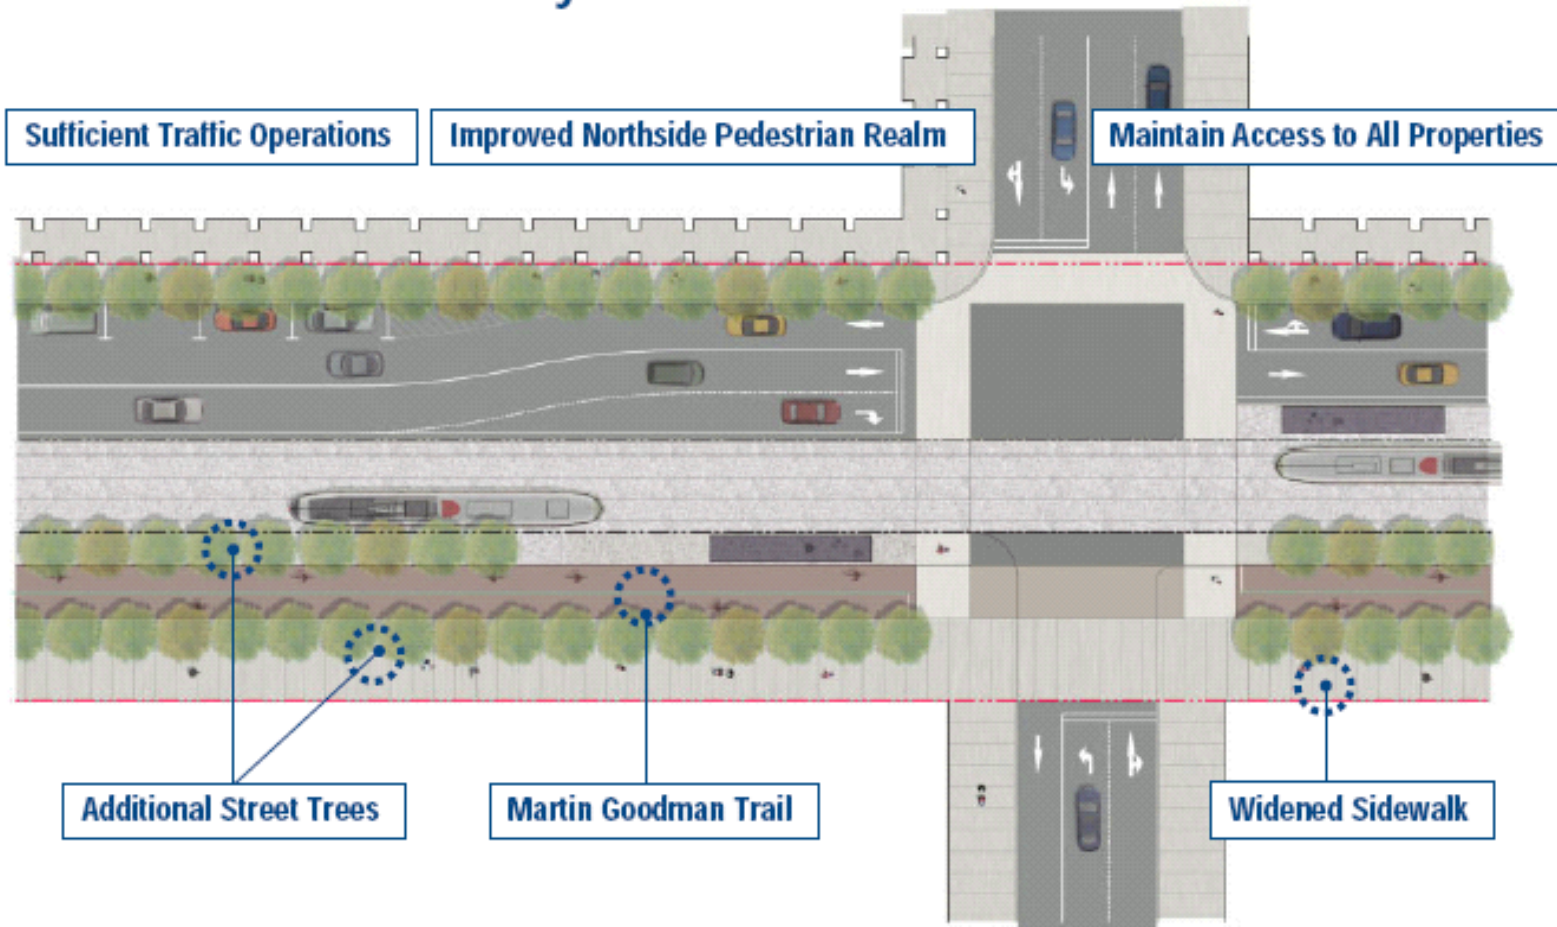 Sufficient Traffic Operations
Improved Northside Pedestrian Realm
Maintain Access to All Properties
Additional Street Trees
Martin Goodman Trail
Widened Sidewalk